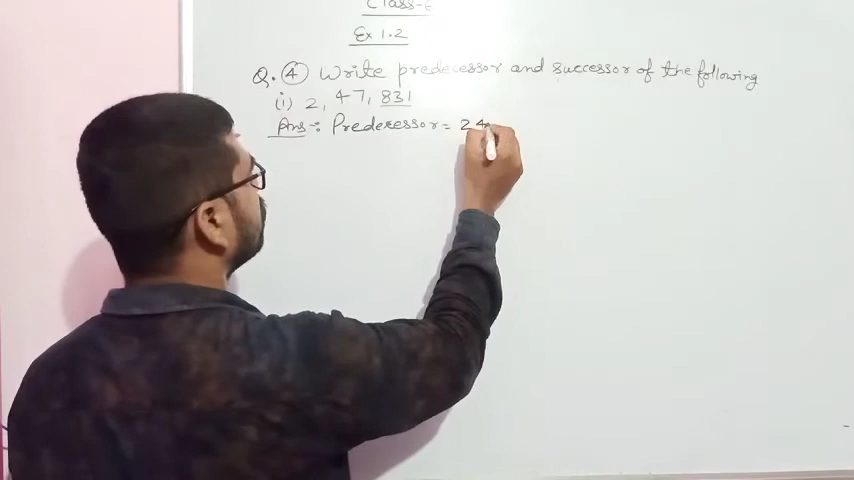 Class-6
Ex 1.2
Q. 4 Write predecessor and successor of the following
(i) 2, 47, 831
Ans-: Predecessor = 24